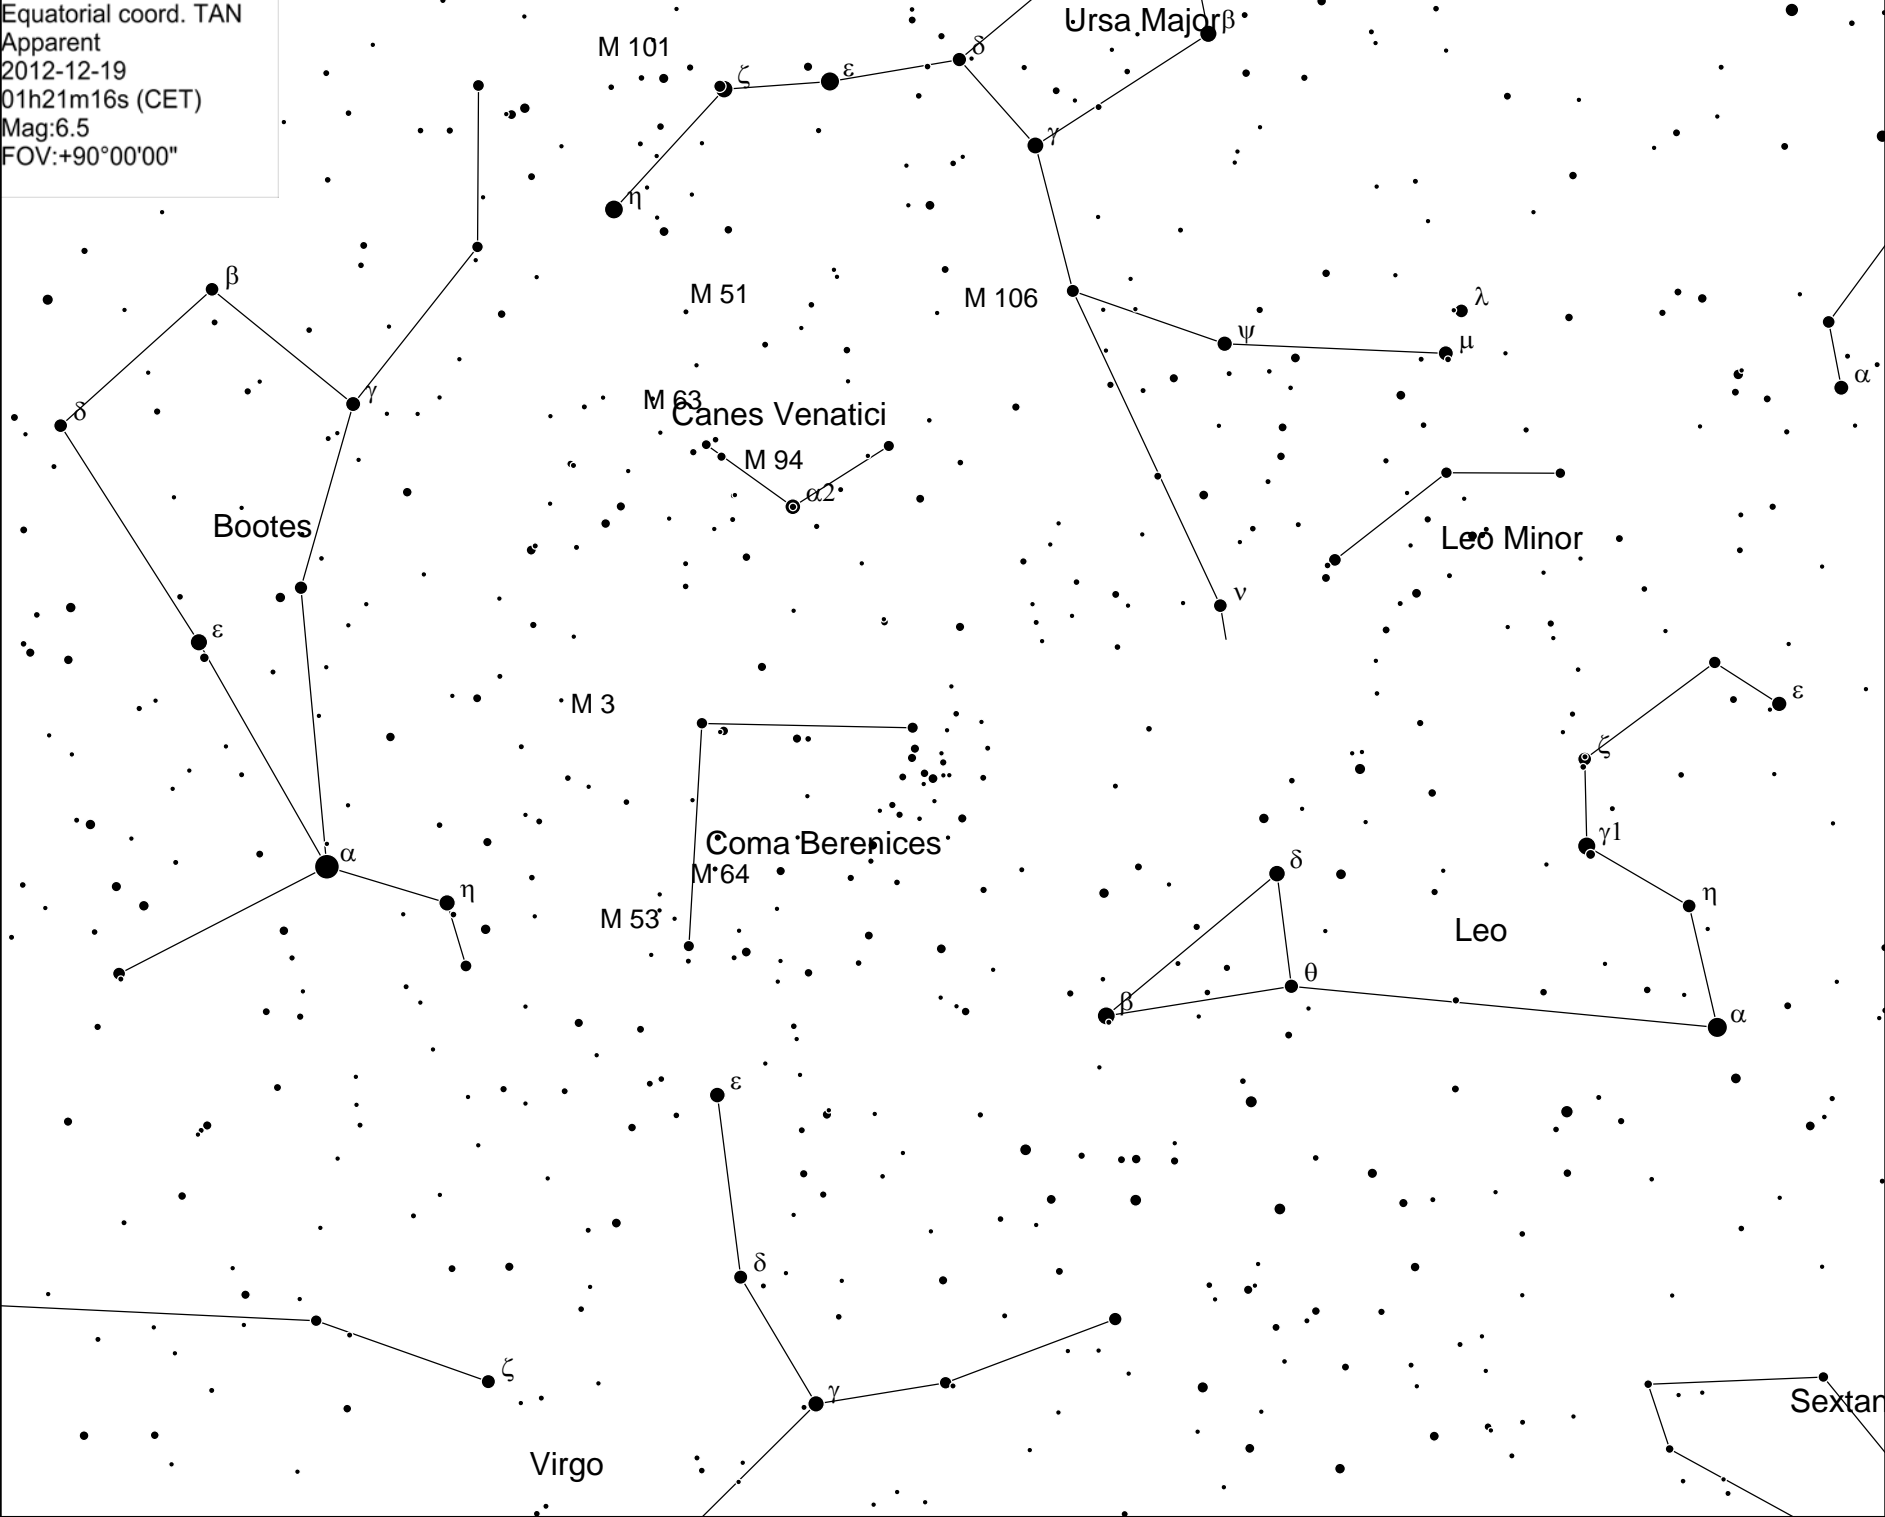 Equatorial coord. TAN
Apparent
2012-12-19
01h21m16s (CET)
Mag:6.5
FOV:+90°00'00"
Ursa Major β
M 101
δ
ζ
ε
γ
η
β
M 51
M 106
λ
ψ
μ
α
γ
δ
M 63
Canes Venatici
M 94
α2
Bootes
Leo Minor
ν
ε
M 3
ε
ζ
γ1
Coma Berenices
α
δ
M 64
η
η
M 53
Leo
θ
β
α
ε
δ
ζ
γ
Sextan
Virgo